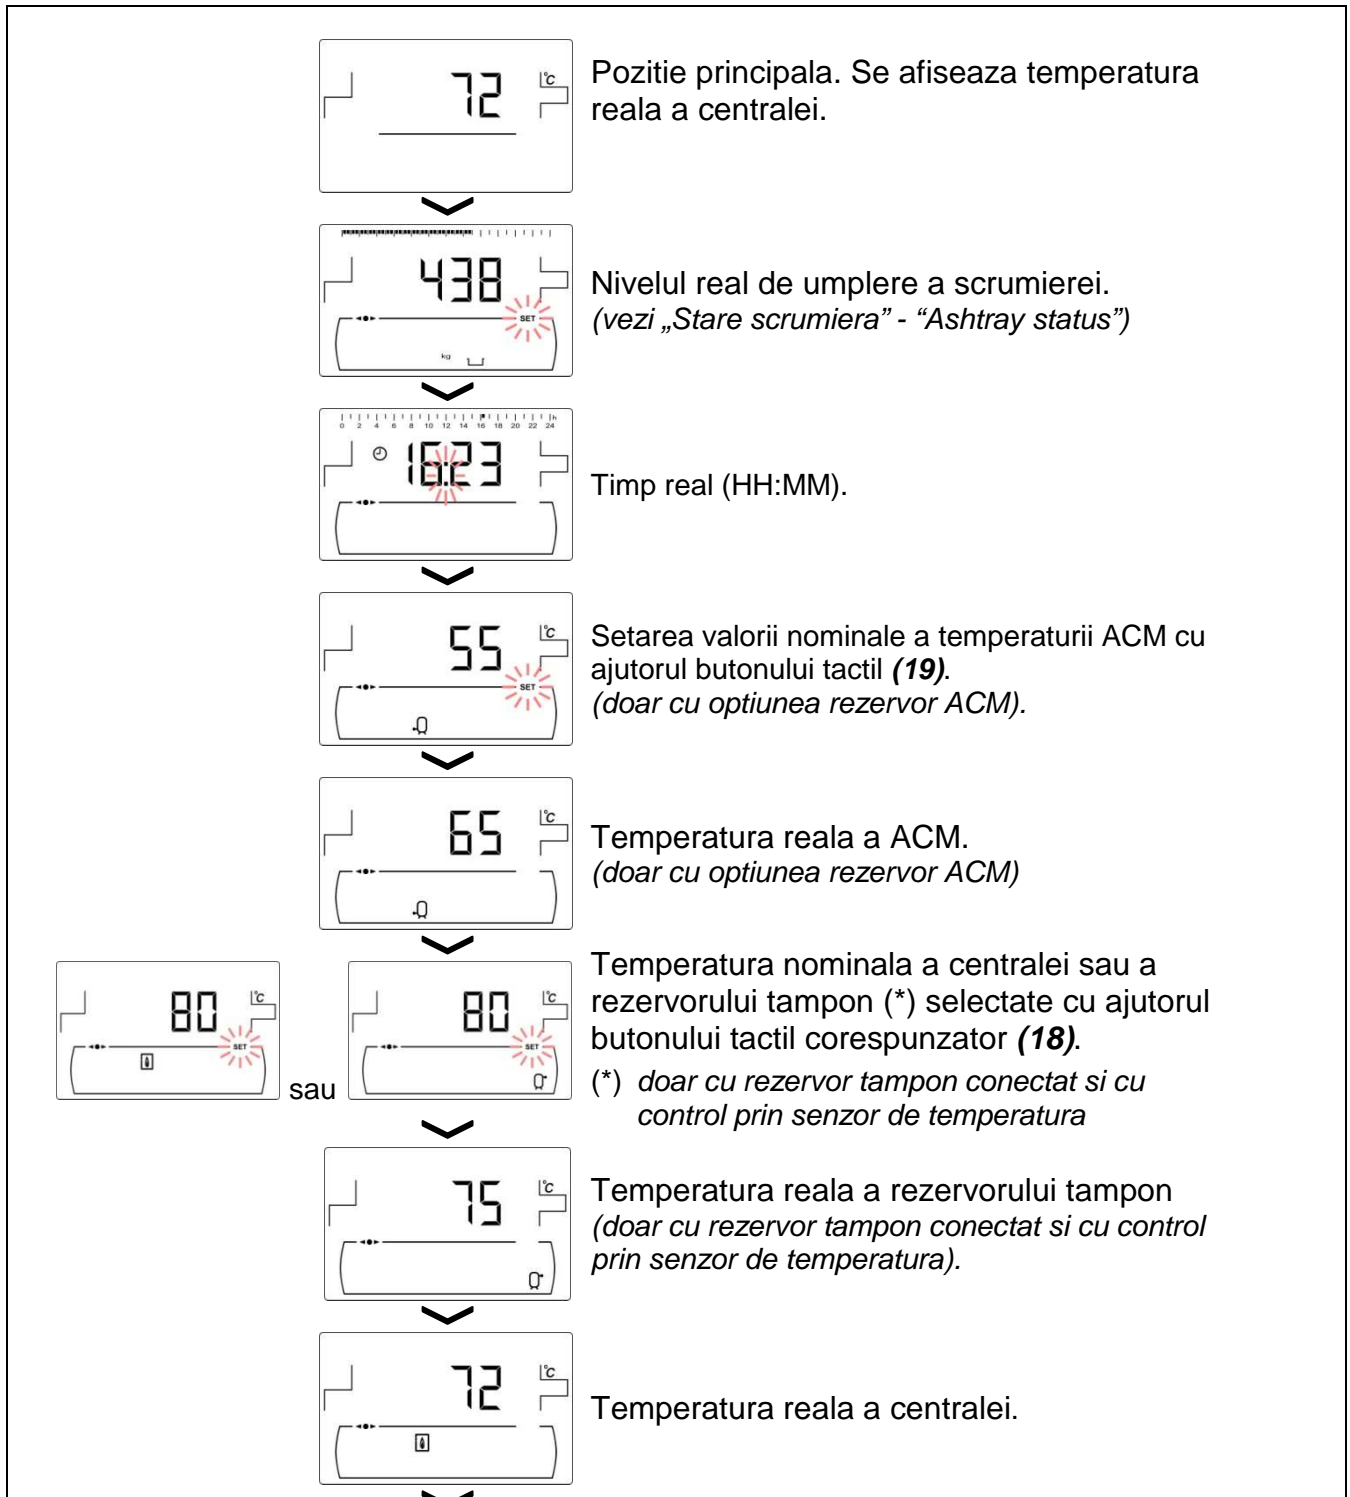 72
°C
Pozitie principala. Se afiseaza temperatura
reala a centralei.
438
SET
kg
Nivelul real de umplere a scrumierei.
(vezi „Stare scrumiera” - “Ashtray status”)
h
0 2 4 6 8 10 12 14 16 18 20 22 24
16:23
Timp real (HH:MM).
55
°C
SET
Setarea valorii nominale a temperaturii ACM cu
ajutorul butonului tactil (19).
(doar cu optiunea rezervor ACM).
65
°C
Temperatura reala a ACM.
(doar cu optiunea rezervor ACM)
80
°C
SET
sau
80
°C
SET
Temperatura nominala a centralei sau a
rezervorului tampon (*) selectate cu ajutorul
butonului tactil corespunzator (18).
(*) doar cu rezervor tampon conectat si cu
control prin senzor de temperatura
75
°C
Temperatura reala a rezervorului tampon
(doar cu rezervor tampon conectat si cu control
prin senzor de temperatura).
72
°C
Temperatura reala a centralei.